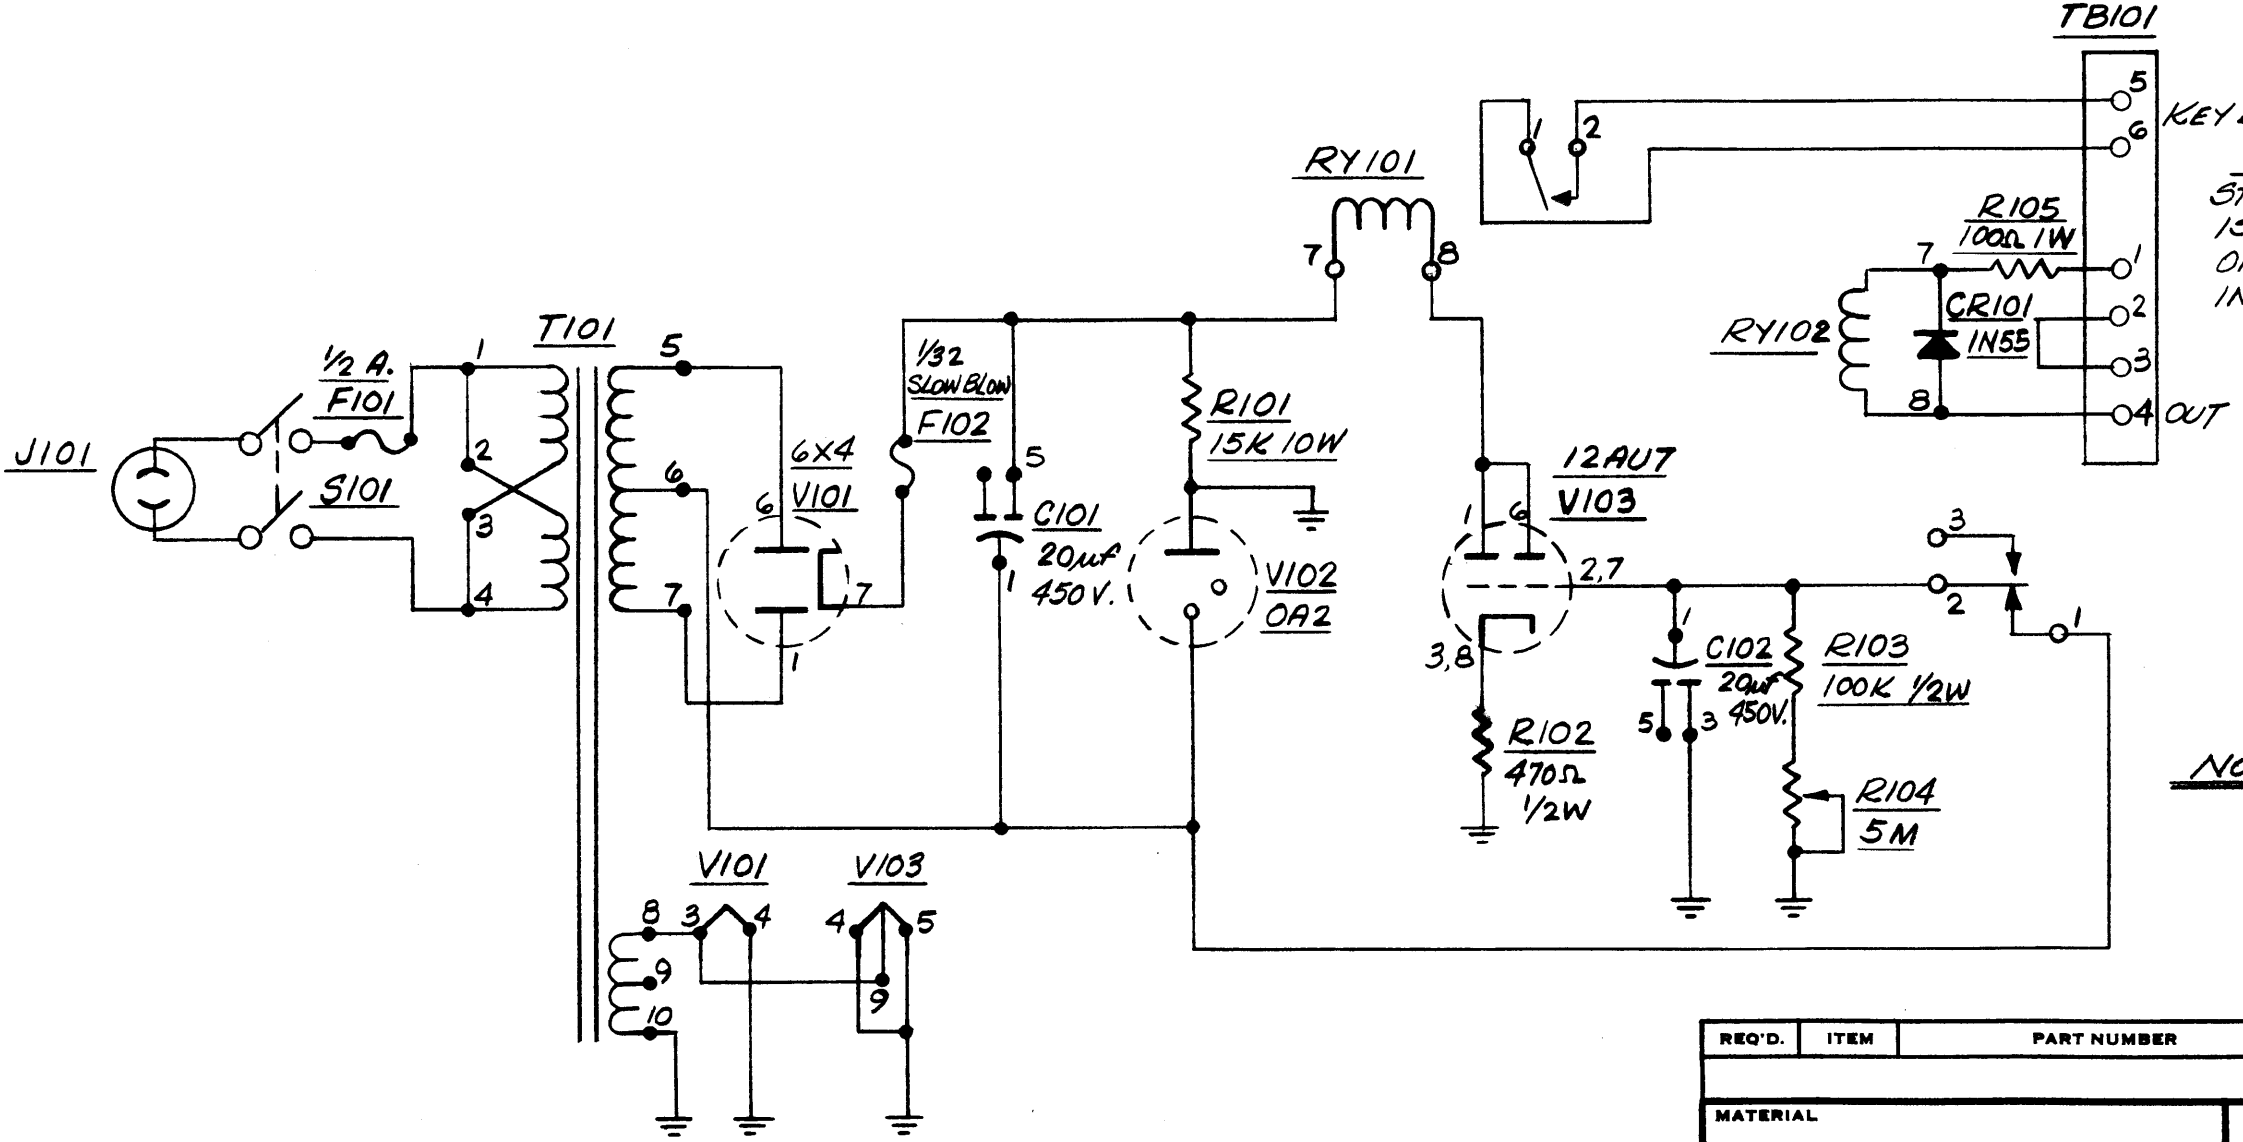 TB101
5
KEY
6
1
2
RY101
7
8
R105
100Ω 1W
7
1
CR101
2
1N55
3
RY102
8
4 OUT
T101
1
5
1/2 A.
F101
J101
S101
2
3
4
6
7
6X4
V101
6
7
1
1/32
SLOW BLOW
F102
5
C101
20µf
450V.
1
R101
15K 10W
V102
OA2
12AU7
V103
1
6
2,7
3,8
R102
470Ω
1/2W
1
C102
20µf
450V.
5
3
R103
100K 1/2W
R104
5M
3
2
1
V101
V103
8
3
4
4
5
9
9
10
REQ'D.
ITEM
PART NUMBER
MATERIAL